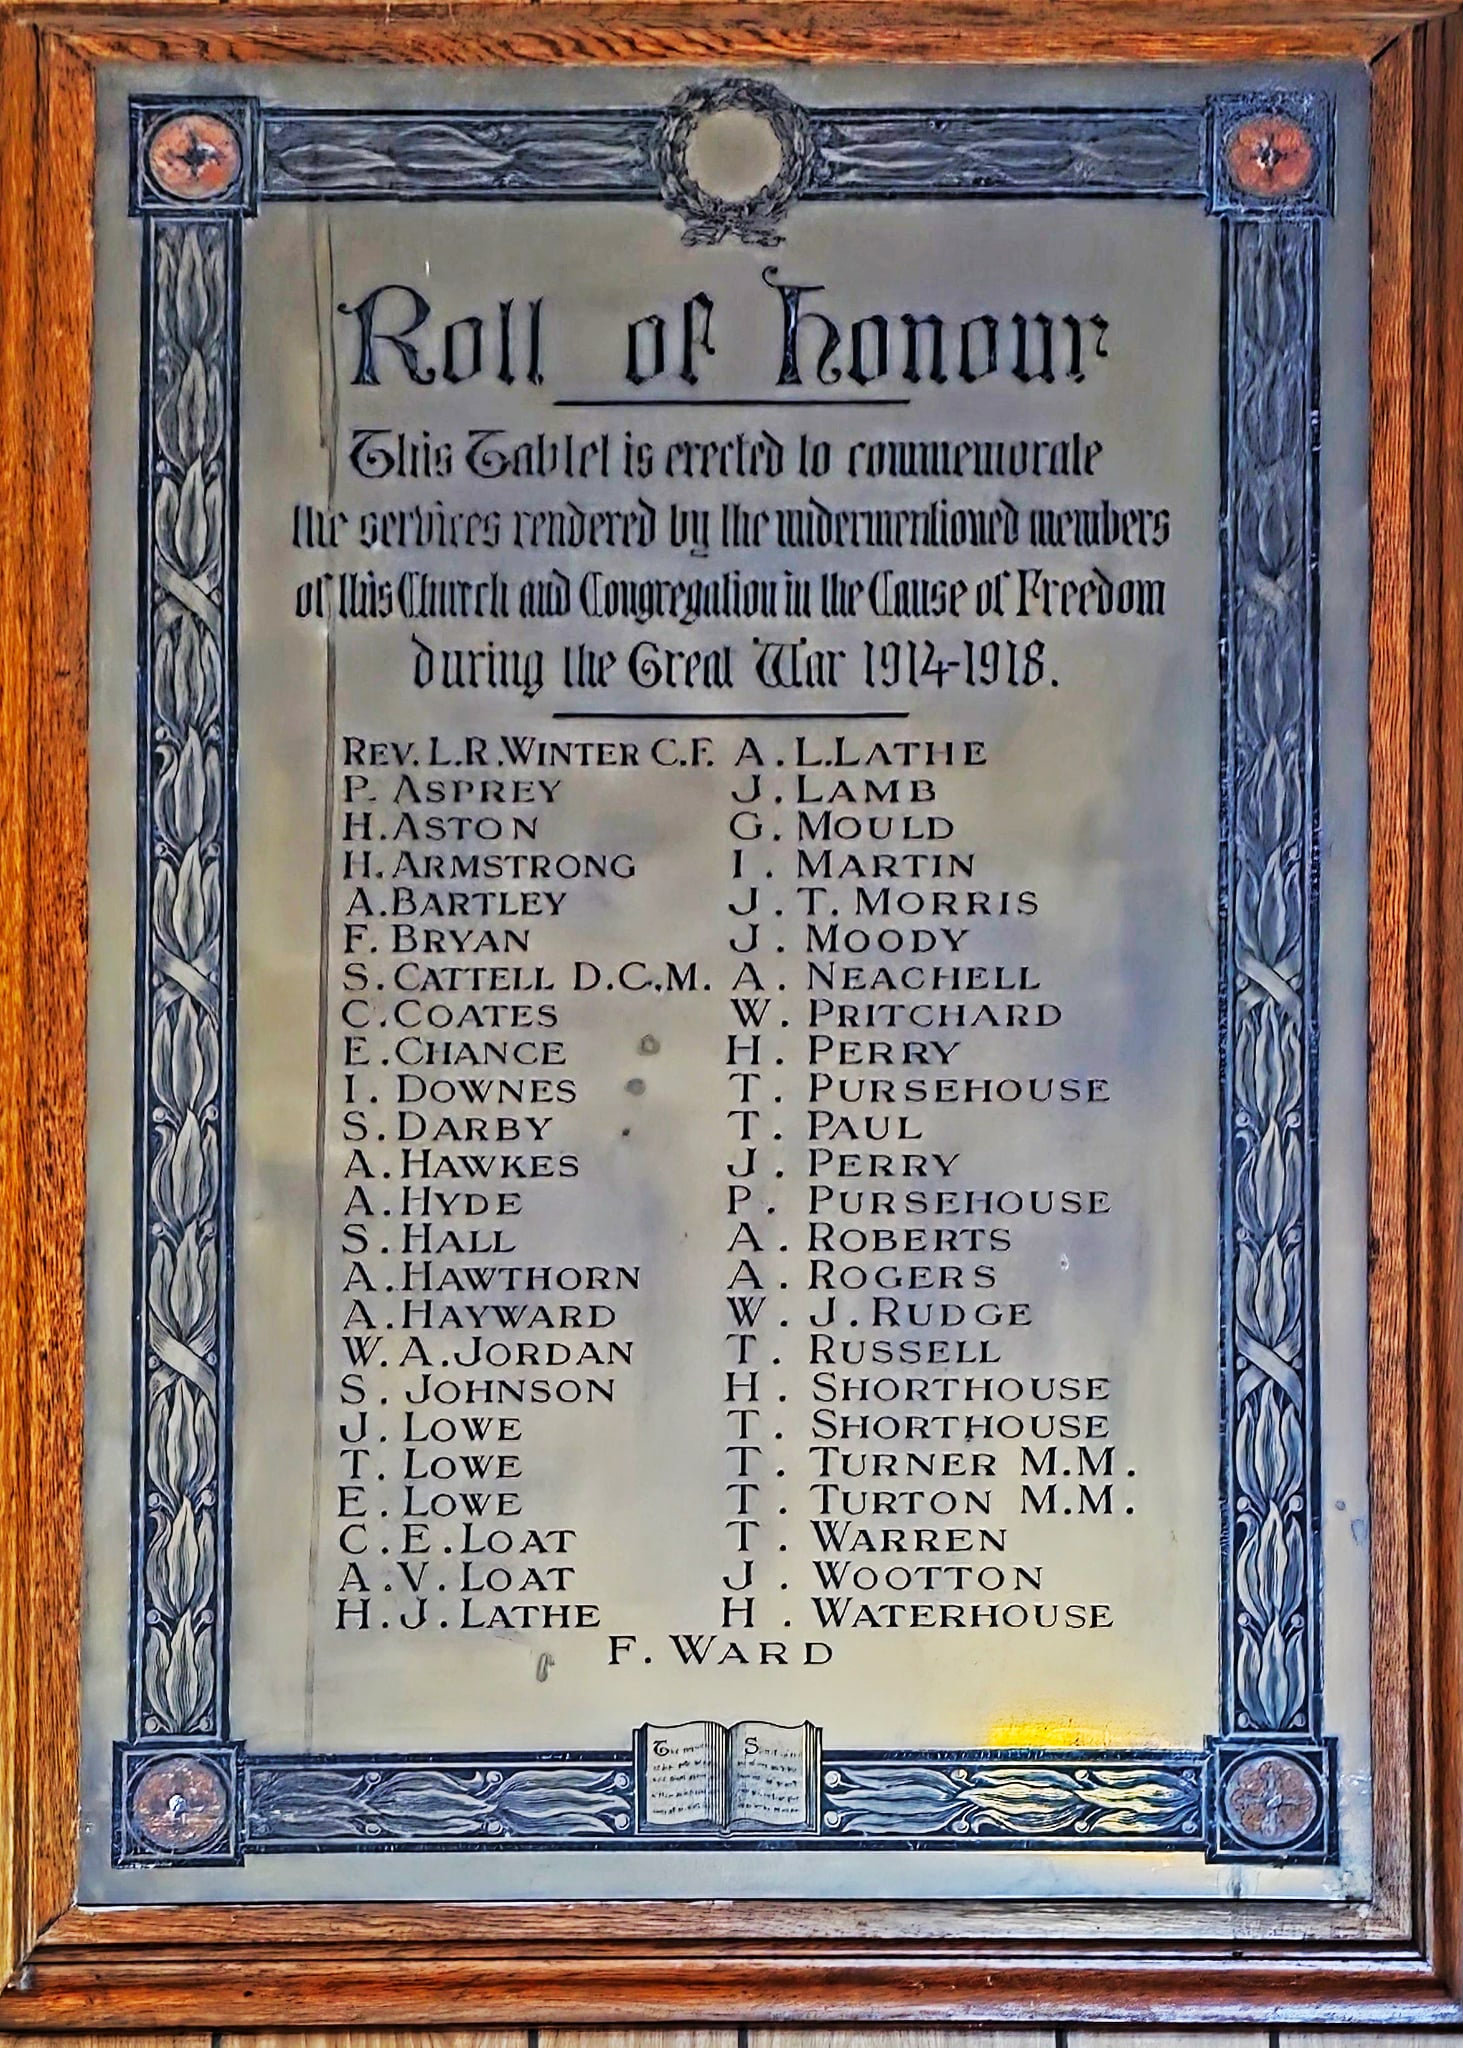 Roll of Honour
This Tablet is erected to commemorate
the services rendered by the undermentioned members
of this Church and Congregation in the Cause of Freedom
during the Great War 1914-1918.
REV. L.R. WINTER C.F. A. L. LATHE
P. ASPREY J. LAMB
H. ASTON G. MOULD
H. ARMSTRONG I. MARTIN
A. BARTLEY J. T. MORRIS
F. BRYAN J. MOODY
S. CATTELL D.C.M. A. NEACHELL
C. COATES W. PRITCHARD
E. CHANCE H. PERRY
I. DOWNES T. PURSEHOUSE
S. DARBY T. PAUL
A. HAWKES J. PERRY
A. HYDE P. PURSEHOUSE
S. HALL A. ROBERTS
A. HAWTHORN A. ROGERS
A. HAYWARD W. J. RUDGE
W. A. JORDAN T. RUSSELL
S. JOHNSON H. SHORTHOUSE
J. LOWE T. SHORTHOUSE
T. LOWE T. TURNER M.M.
E. LOWE T. TURTON M.M.
C. E. LOAT T. WARREN
A. V. LOAT J. WOOTTON
H. J. LATHE H. WATERHOUSE
F. WARD